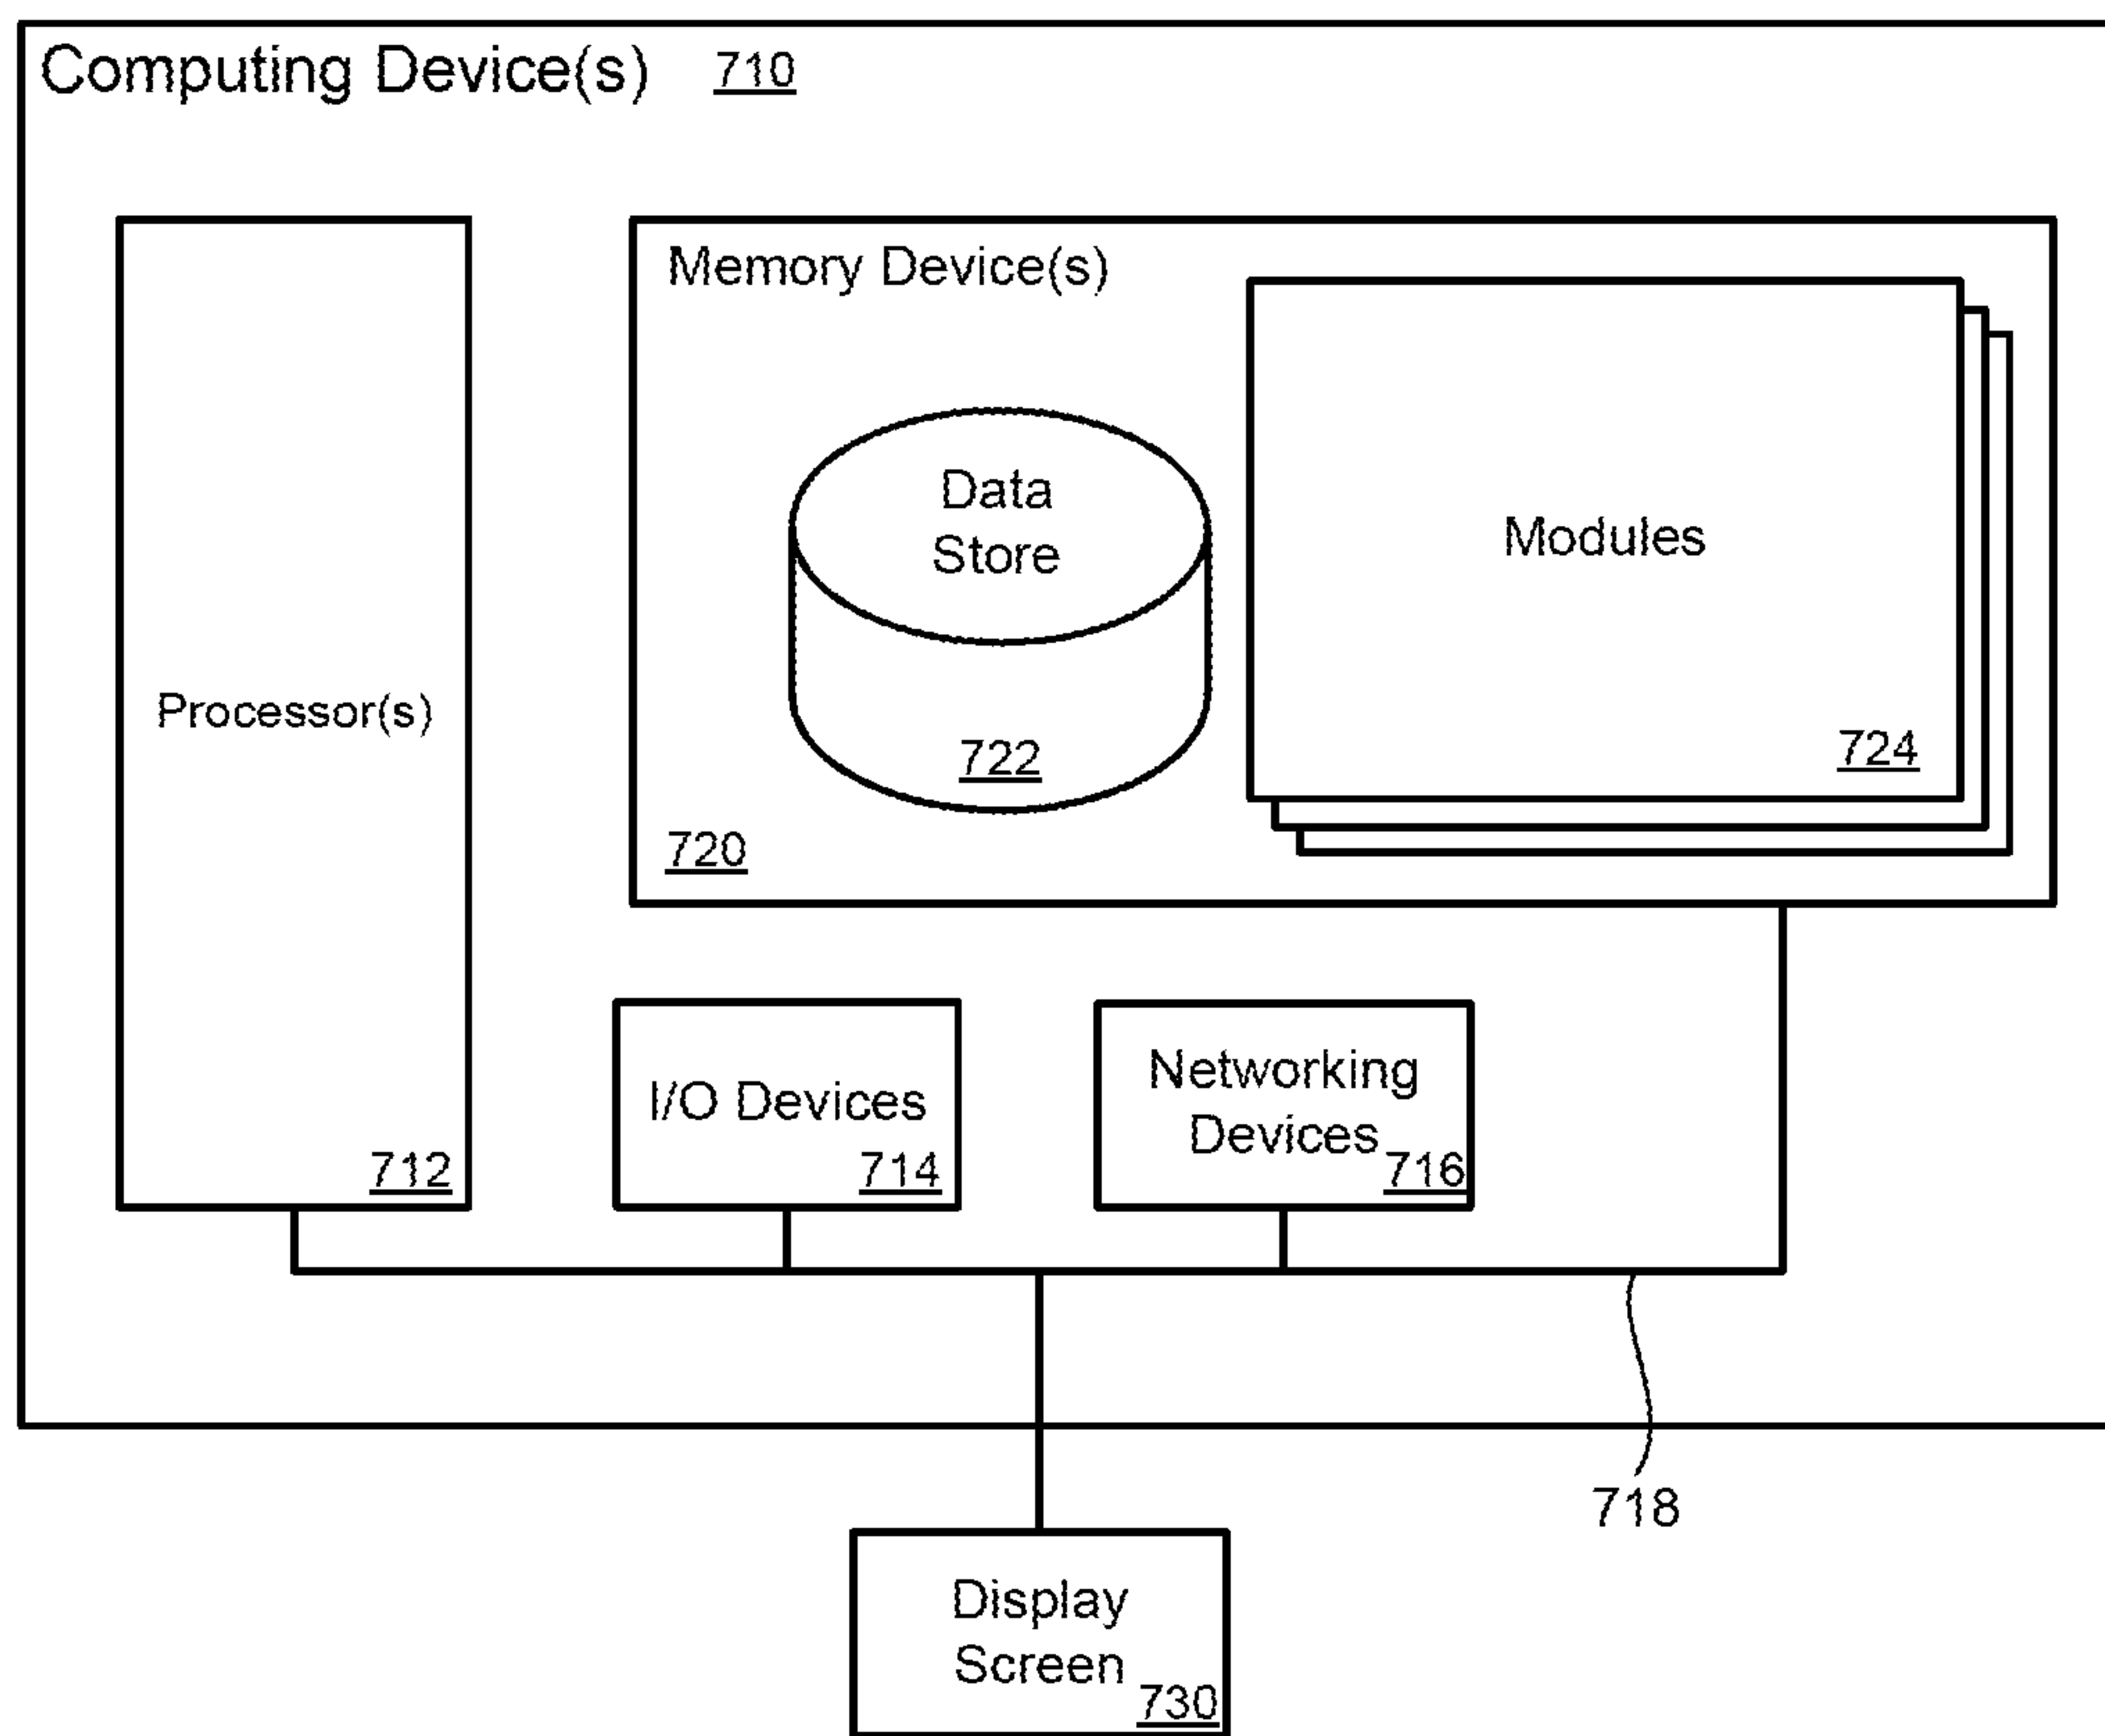 Computing Device(s) 710
Memory Device(s)
Data
Store
722
720
Modules
724
Processor(s)
712
I/O Devices
714
Networking
Devices
716
718
Display
Screen
730